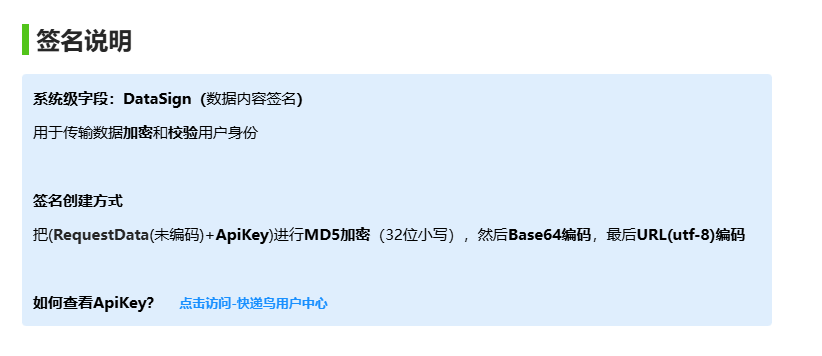 签名说明
系统级字段：DataSign（数据内容签名）
用于传输数据加密和校验用户身份
签名创建方式
把(RequestData(未编码)+ApiKey)进行MD5加密（32位小写），然后Base64编码，最后URL(utf-8)编码
如何查看ApiKey？ 点击访问-快递鸟用户中心